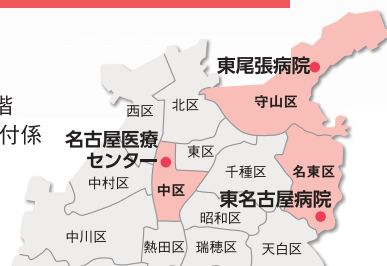 東尾張病院
守山区
北区
西区
階
付係
名古屋医療
センター
東区
千種区
名東区
中村区
中区
東名古屋病院
昭和区
中川区
熱田区
瑞穂区
天白区